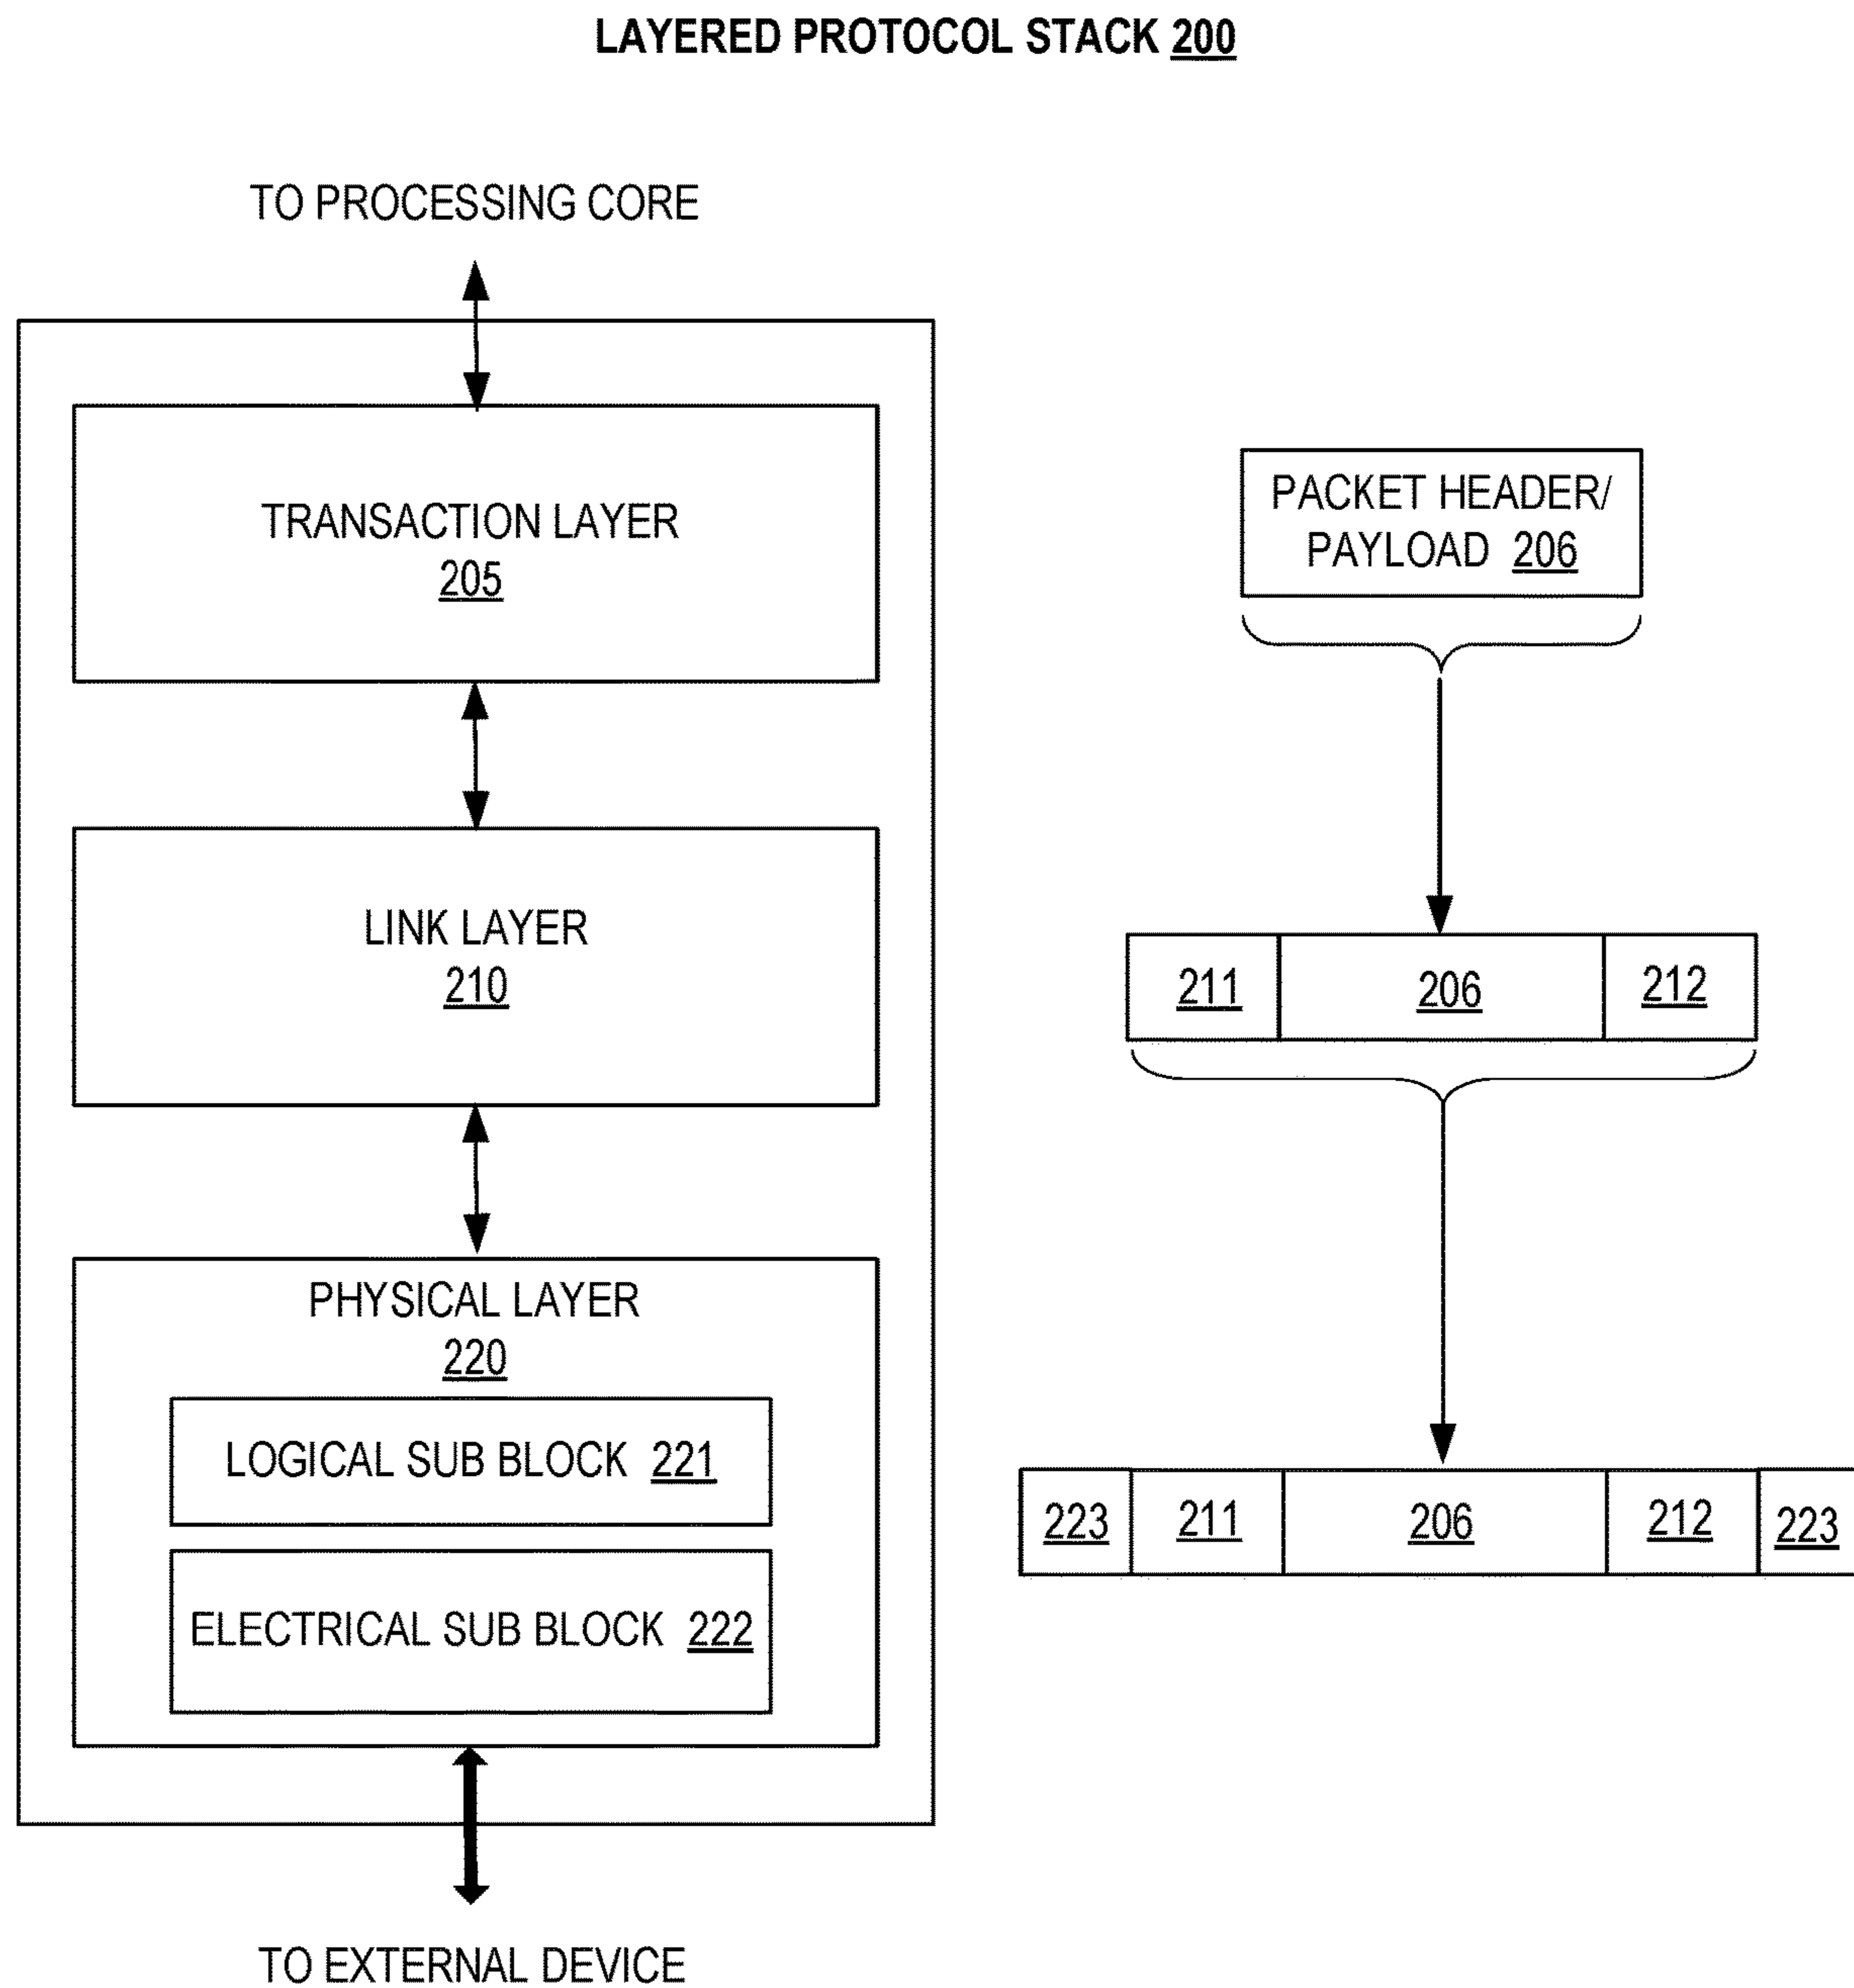 LAYERED PROTOCOL STACK 200
TO PROCESSING CORE
TRANSACTION LAYER
205
PACKET HEADER/
PAYLOAD 206
LINK LAYER
210
211 206 212
PHYSICAL LAYER
220
LOGICAL SUB BLOCK 221
223 211 206 212 223
ELECTRICAL SUB BLOCK 222
TO EXTERNAL DEVICE